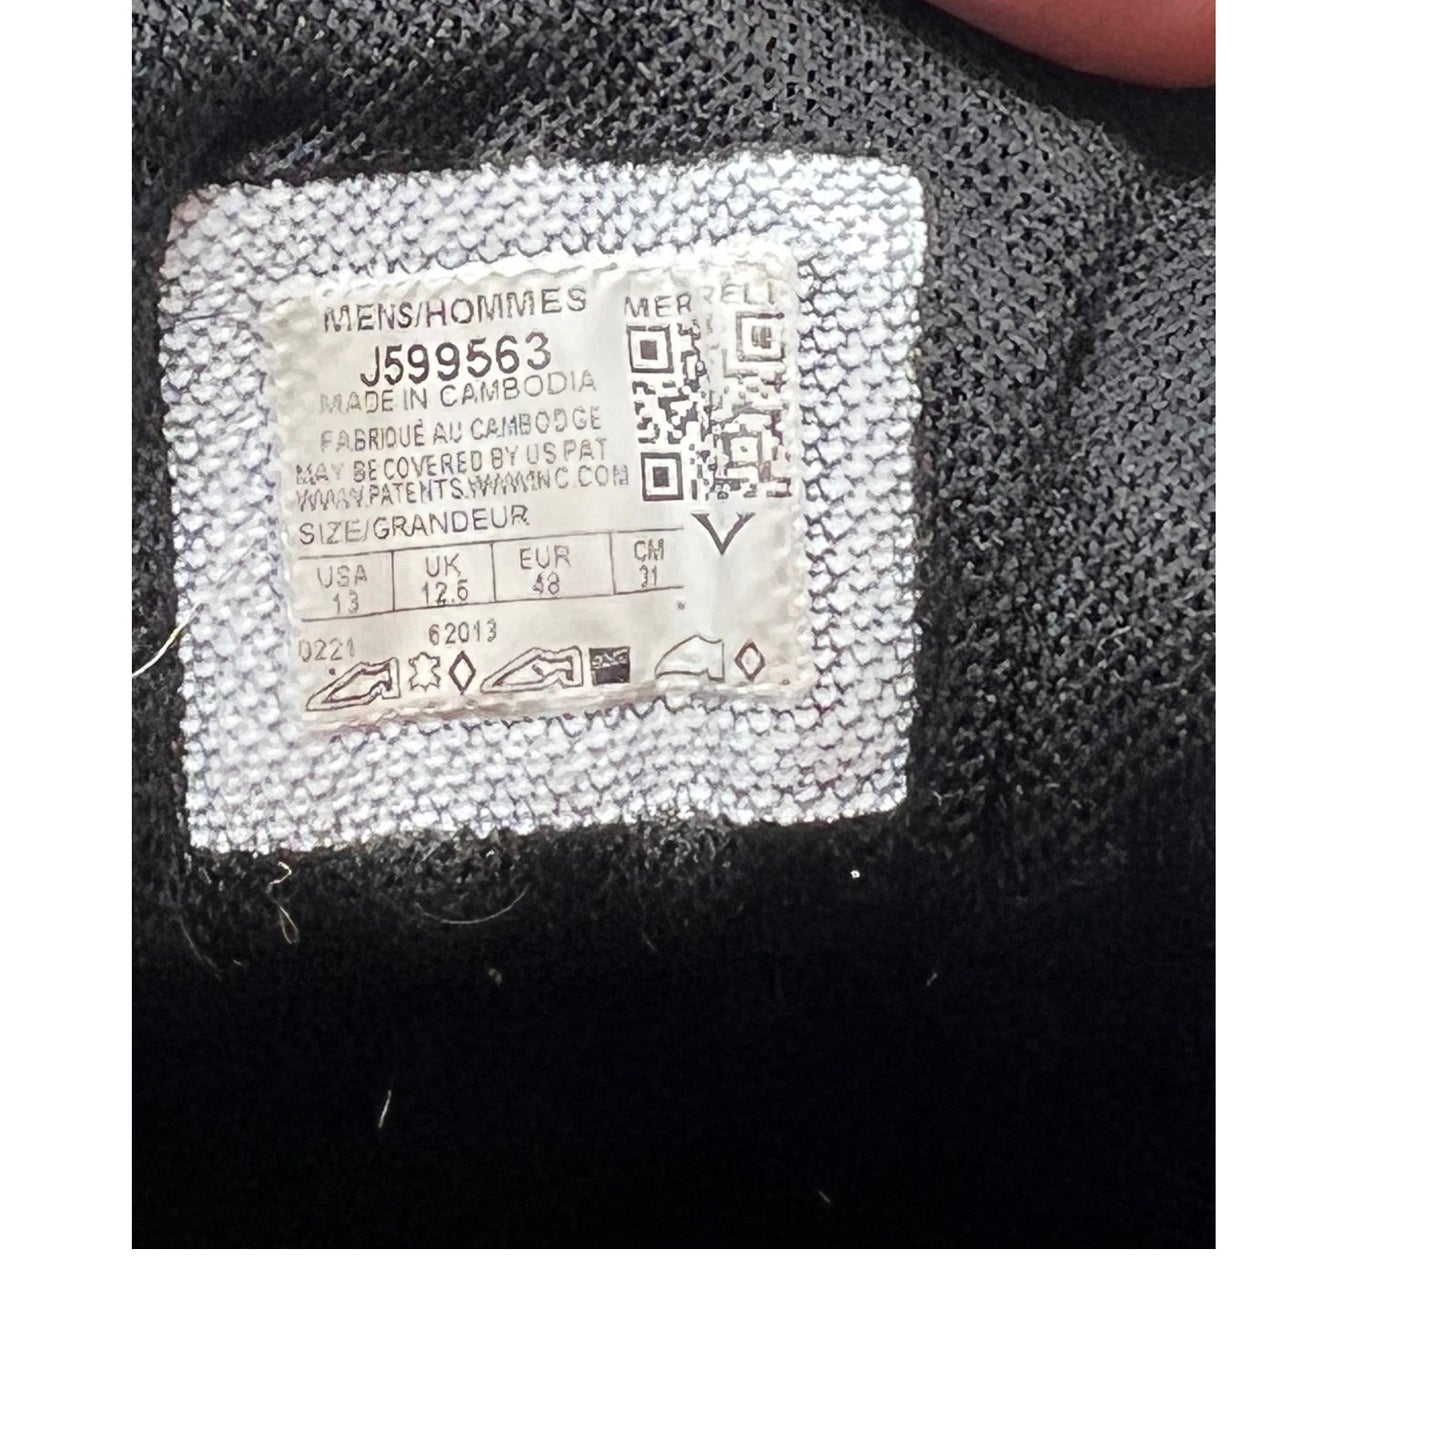 MENS/HOMMES
MERRELL
J599563
MADE IN CAMBODIA
FABRIQUÉ AU CAMBODGE
MAY BE COVERED BY US PAT
WWW.PATENTS.WWWINC.COM
SIZE/GRANDEUR
USA UK EUR CM
13 12.5 48 31
0221 62013